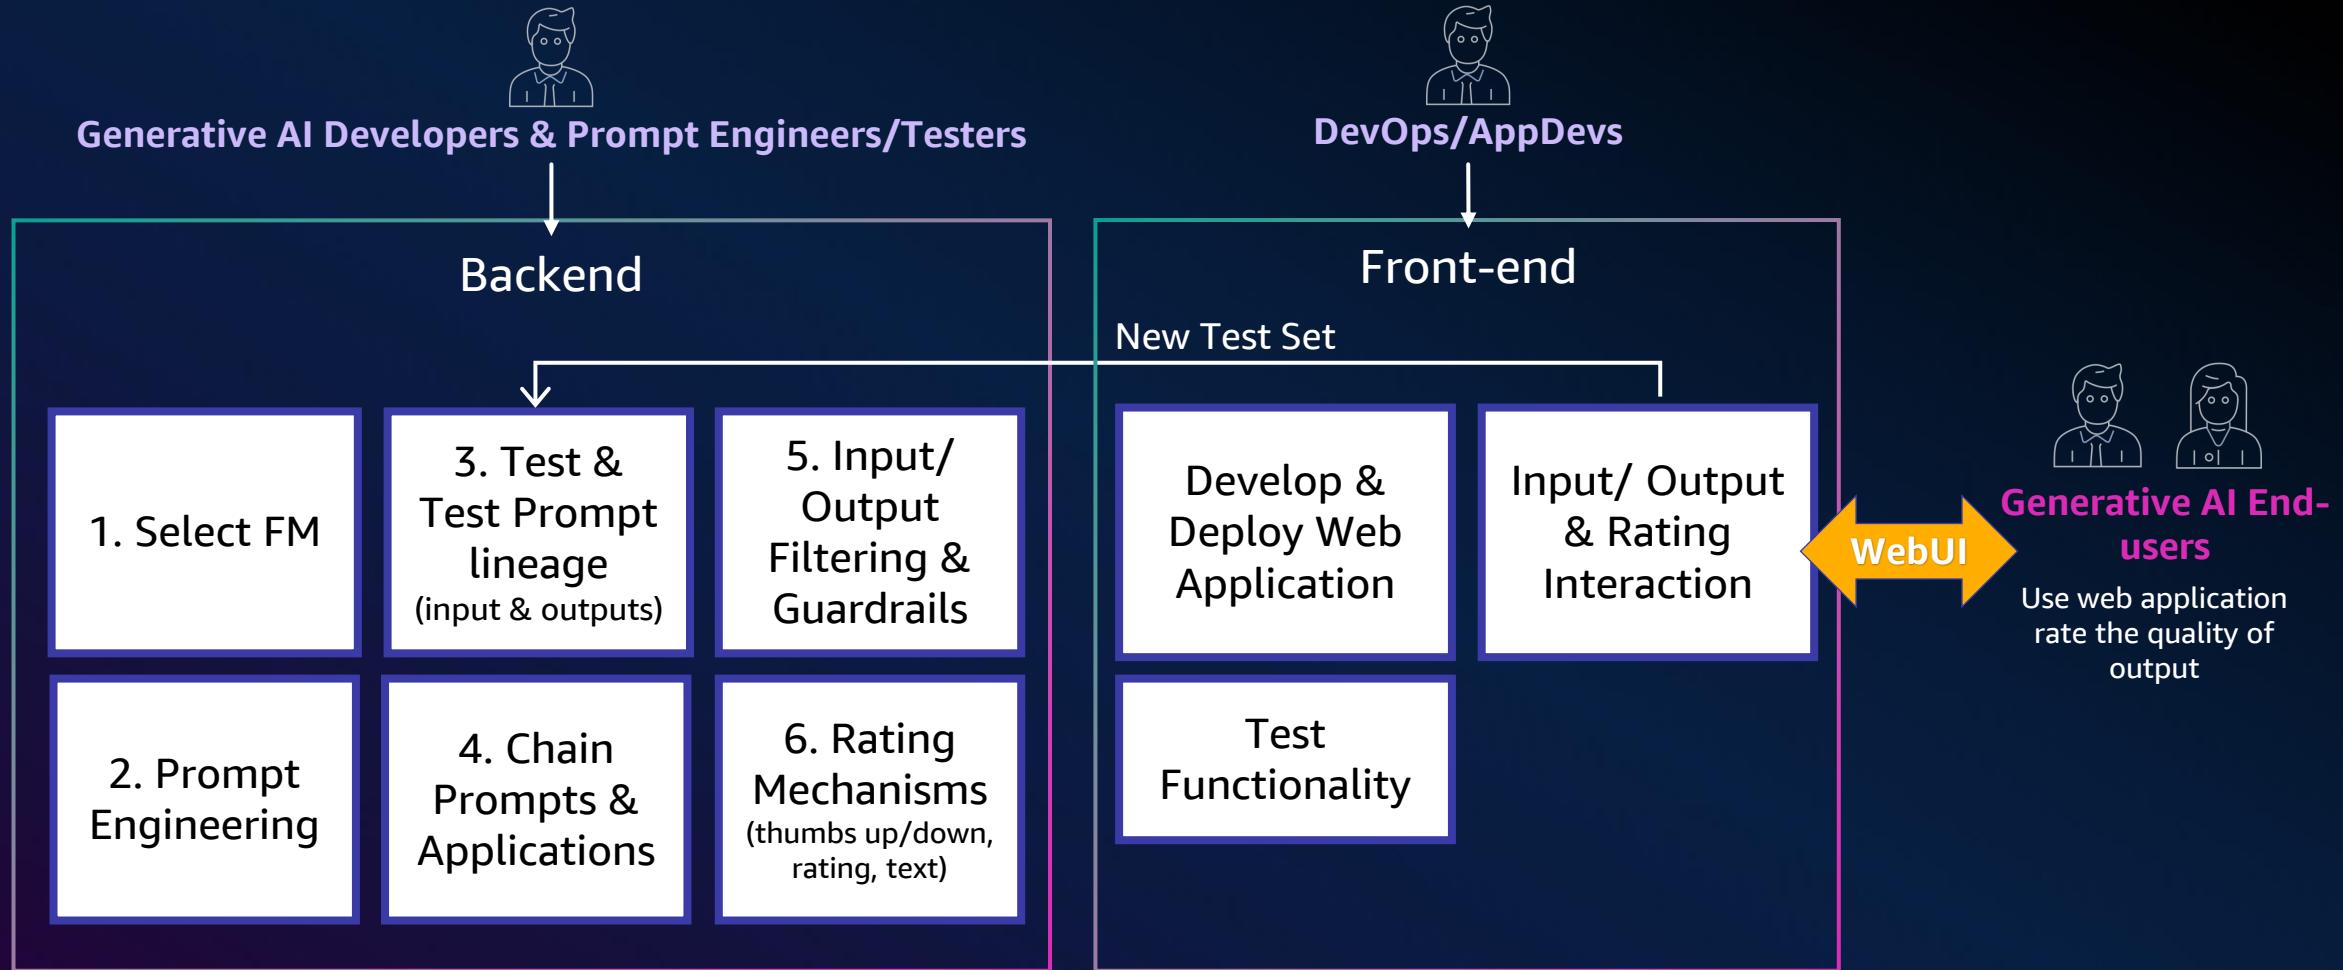 Generative AI Developers & Prompt Engineers/Testers
DevOps/AppDevs
Backend
Front-end
New Test Set
1. Select FM
3. Test &
Test Prompt
lineage
(input & outputs)
5. Input/
Output
Filtering &
Guardrails
2. Prompt
Engineering
4. Chain
Prompts &
Applications
6. Rating
Mechanisms
(thumbs up/down,
rating, text)
Develop &
Deploy Web
Application
Input/ Output
& Rating
Interaction
Test
Functionality
WebUI
Generative AI End-
users
Use web application
rate the quality of
output